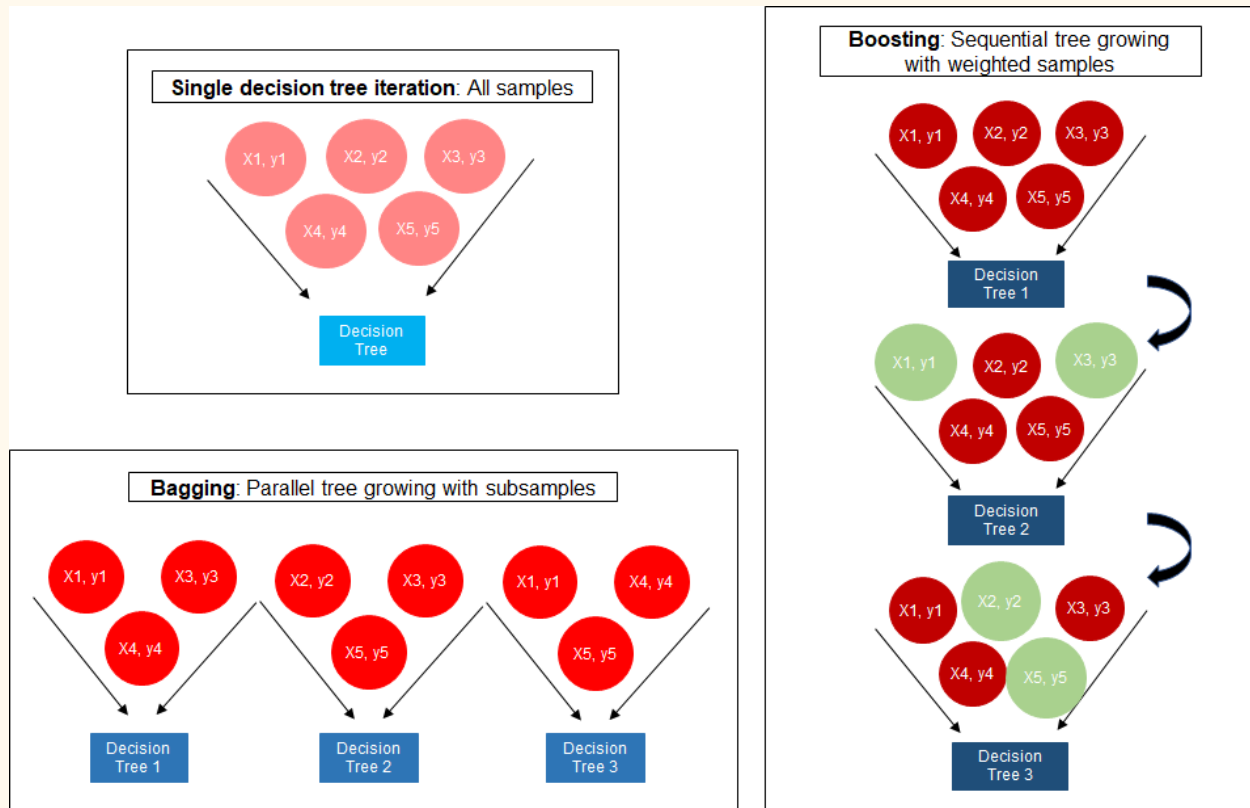 Single decision tree iteration: All samples
X1, y1
X2, y2
X3, y3
X4, y4
X5, y5
Decision
Tree
Bagging: Parallel tree growing with subsamples
X1, y1
X3, y3
X4, y4
Decision
Tree 1
X2, y2
X3, y3
X5, y5
Decision
Tree 2
X1, y1
X4, y4
X5, y5
Decision
Tree 3
Boosting: Sequential tree growing
with weighted samples
X1, y1
X2, y2
X3, y3
X4, y4
X5, y5
Decision
Tree 1
X1, y1
X2, y2
X3, y3
X4, y4
X5, y5
Decision
Tree 2
X1, y1
X2, y2
X3, y3
X4, y4
X5, y5
Decision
Tree 3